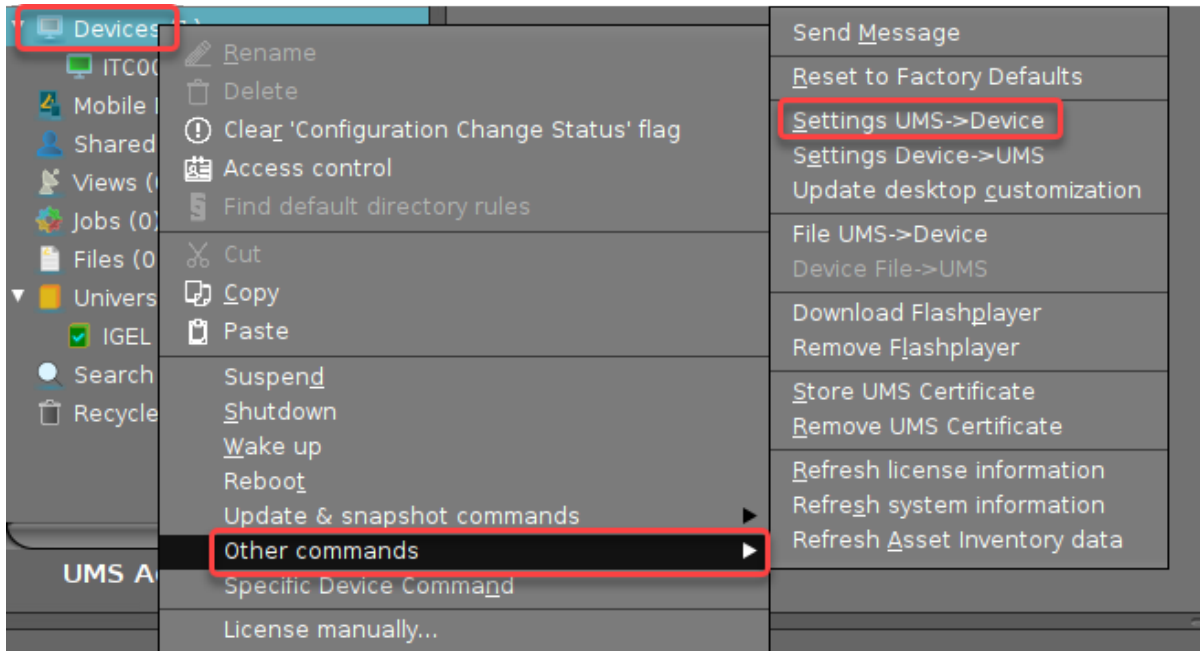 Devices
ITC00
Mobile
Shared
Views (
Jobs (0)
Files (0
Univers
IGEL
Search
Recycle
UMS A
Rename
Delete
Clear 'Configuration Change Status' flag
Access control
Find default directory rules
Cut
Copy
Paste
Suspend
Shutdown
Wake up
Reboot
Update & snapshot commands
Other commands
Specific Device Command
License manually...
Send Message
Reset to Factory Defaults
Settings UMS->Device
Settings Device->UMS
Update desktop customization
File UMS->Device
Device File->UMS
Download Flashplayer
Remove Flashplayer
Store UMS Certificate
Remove UMS Certificate
Refresh license information
Refresh system information
Refresh Asset Inventory data